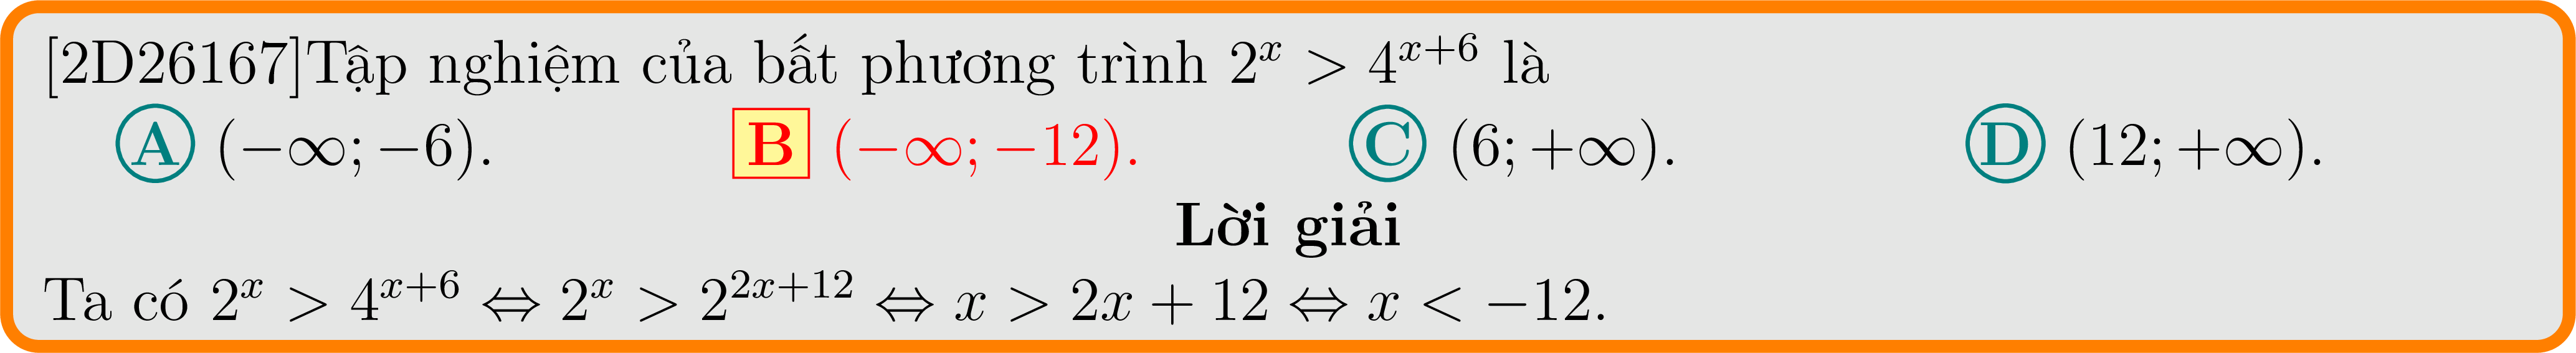 [2D26167]Tập nghiệm của bất phương trình $2^x > 4^{x+6}$ là
A $(-\infty; -6)$. B $(-\infty; -12)$. C $(6; +\infty)$. D $(12; +\infty)$.
Lời giải
Ta có $2^x > 4^{x+6} \Leftrightarrow 2^x > 2^{2x+12} \Leftrightarrow x > 2x + 12 \Leftrightarrow x < -12$.